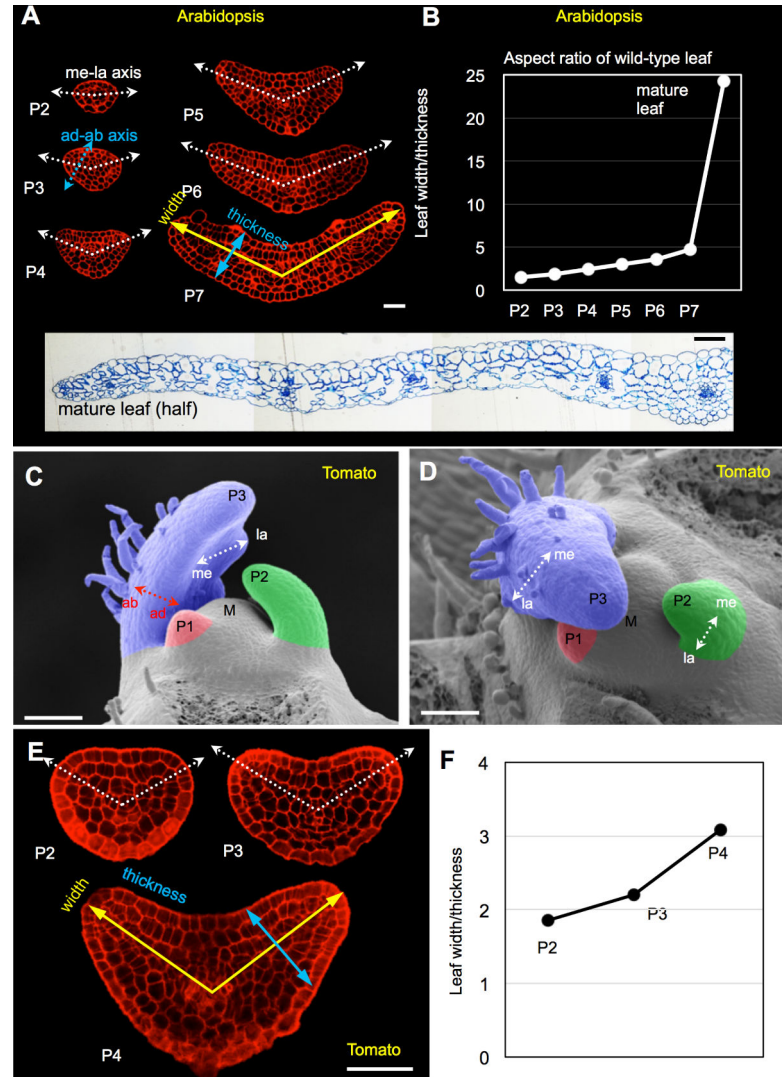 A
Arabidopsis
me-la axis
P2
ad-ab axis
P3
P4
P5
P6
width
thickness
P7
mature leaf (half)
B
Arabidopsis
Aspect ratio of wild-type leaf
mature
leaf
Leaf width/thickness
25
20
15
10
5
0
P2 P3 P4 P5 P6 P7
C
Tomato
P3
la
me
P2
ab
ad
M
P1
D
Tomato
me
la
P3
P2
me
M
P1
la
E
P2
P3
width
thickness
P4
Tomato
F
Leaf width/thickness
4
3
2
1
0
P2
P3
P4